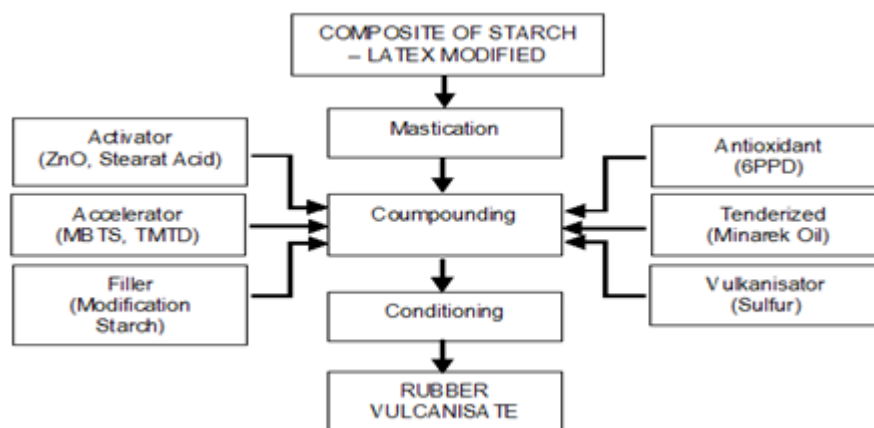 COMPOSITE OF STARCH
– LATEX MODIFIED
Mastication
Activator
(ZnO, Stearat Acid)
Antioxidant
(6PPD)
Accelerator
(MBTS, TMTD)
Coumpounding
Tenderized
(Minarek Oil)
Filler
(Modification
Starch)
Vulkanisator
(Sulfur)
Conditioning
RUBBER
VULCANISATE